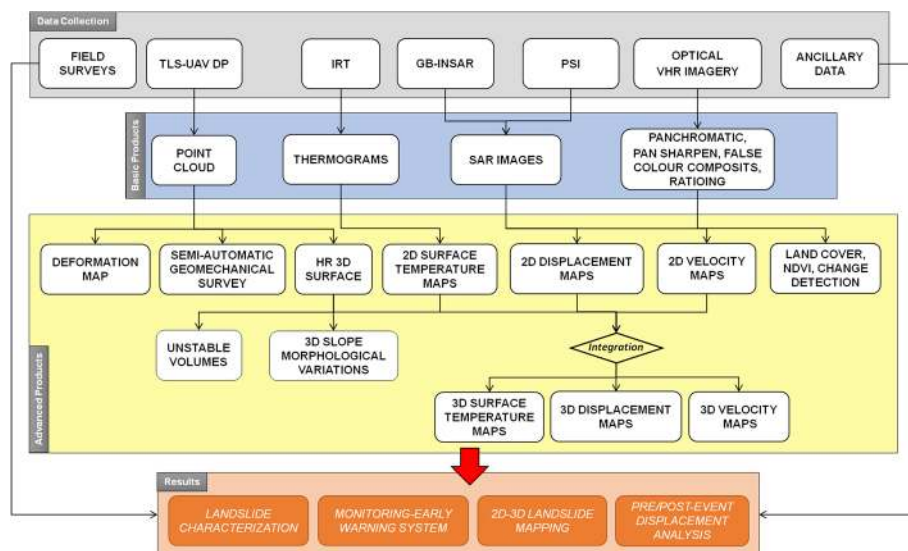 Data Collection
FIELD
SURVEYS
TLS-UAV DP
IRT
GB-INSAR
PSI
OPTICAL
VHR IMAGERY
ANCILLARY
DATA
Basic Products
POINT
CLOUD
THERMOGRAMS
SAR IMAGES
PANCHROMATIC,
PAN SHARPEN, FALSE
COLOUR COMPOSITS,
RATIOING
Advanced Products
DEFORMATION
MAP
SEMI-AUTOMATIC
GEOMECHANICAL
SURVEY
HR 3D
SURFACE
2D SURFACE
TEMPERATURE
MAPS
2D DISPLACEMENT
MAPS
2D VELOCITY
MAPS
LAND COVER,
NDVI, CHANGE
DETECTION
UNSTABLE
VOLUMES
3D SLOPE
MORPHOLOGICAL
VARIATIONS
Integration
3D SURFACE
TEMPERATURE
MAPS
3D DISPLACEMENT
MAPS
3D VELOCITY
MAPS
Results
LANDSLIDE
CHARACTERIZATION
MONITORING-EARLY
WARNING SYSTEM
2D-3D LANDSLIDE
MAPPING
PRE/POST-EVENT
DISPLACEMENT
ANALYSIS